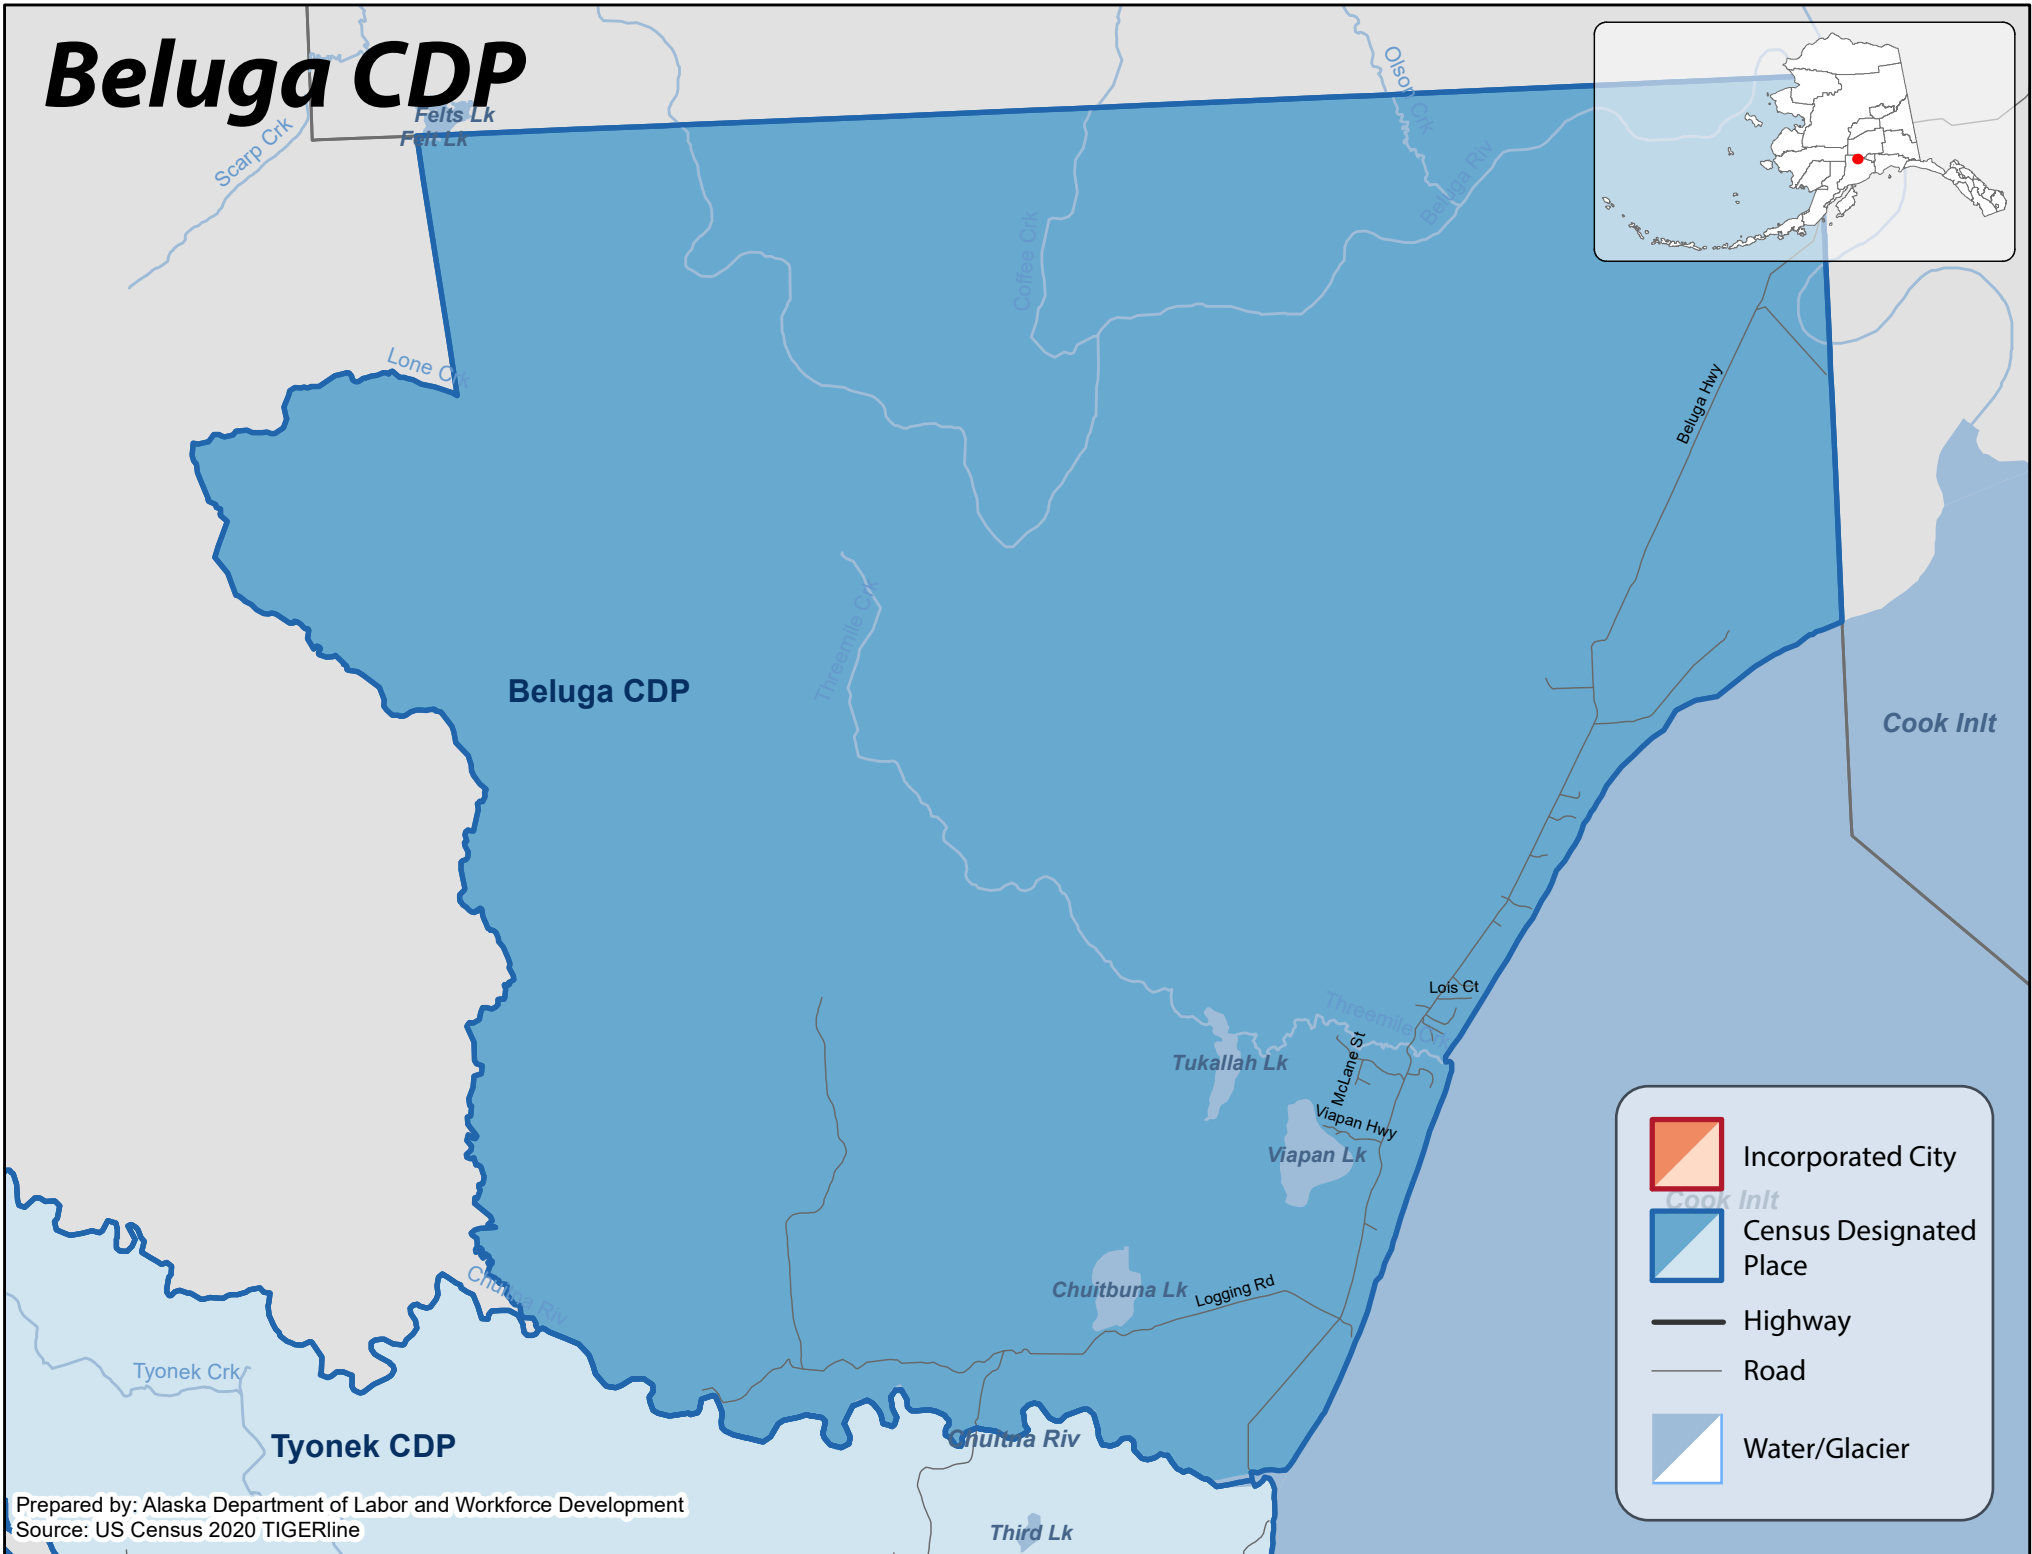 Beluga CDP
Felts Lk
Felt Lk
Scarp Crk
Olson Crk
Beluga Riv
Coffee Crk
Lone Crk
Beluga Hwy
Threemile Crk
Beluga CDP
Cook Inlt
Lois Ct
Threemile Crk
McLane St
Tukallah Lk
Viapan Hwy
Viapan Lk
Chuitna Riv
Chuitbuna Lk
Logging Rd
Tyonek Crk
Tyonek CDP
Chuitna Riv
Third Lk
Incorporated City
Cook Inlt
Census Designated
Place
Highway
Road
Water/Glacier
Prepared by: Alaska Department of Labor and Workforce Development
Source: US Census 2020 TIGERline